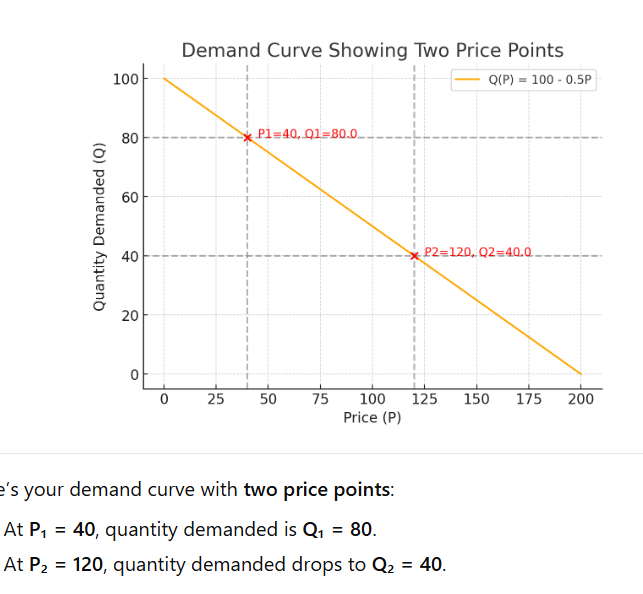 Demand Curve Showing Two Price Points
Q(P) = 100 - 0.5P
100
80
60
40
20
0
Quantity Demanded (Q)
P1=40, Q1=80.0
P2=120, Q2=40.0
0 25 50 75 100 125 150 175 200
Price (P)
e's your demand curve with two price points:
At P₁ = 40, quantity demanded is Q₁ = 80.
At P₂ = 120, quantity demanded drops to Q₂ = 40.